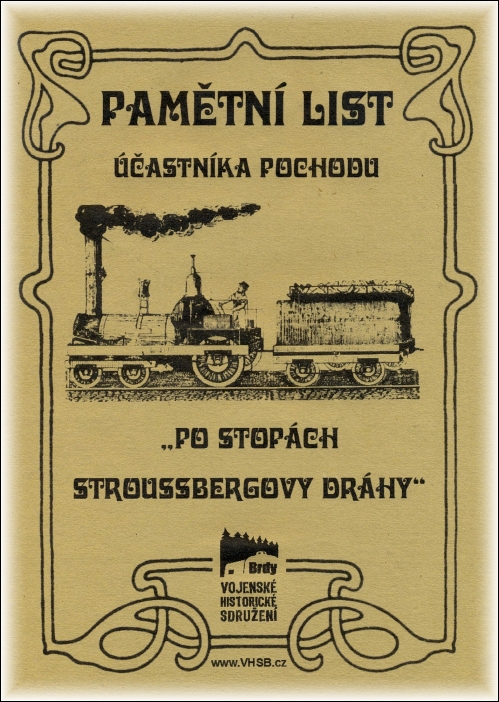 PAMĚTNÍ LIST
ÚČASTNÍKA POCHODU
„PO STOPÁCH
STROUSSBERGOVY DRÁHY“
Brdy
VOJENSKÉ
HISTORICKÉ
SDRUŽENÍ
www.VHSB.cz